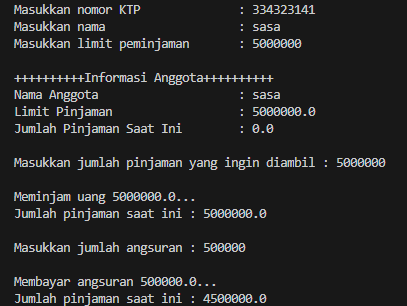 Masukkan nomor KTP : 334323141
Masukkan nama : sasa
Masukkan limit peminjaman : 5000000
++++++++++Informasi Anggota++++++++++
Nama Anggota : sasa
Limit Pinjaman : 5000000.0
Jumlah Pinjaman Saat Ini : 0.0
Masukkan jumlah pinjaman yang ingin diambil : 5000000
Meminjam uang 5000000.0...
Jumlah pinjaman saat ini : 5000000.0
Masukkan jumlah angsuran : 500000
Membayar angsuran 500000.0...
Jumlah pinjaman saat ini : 4500000.0